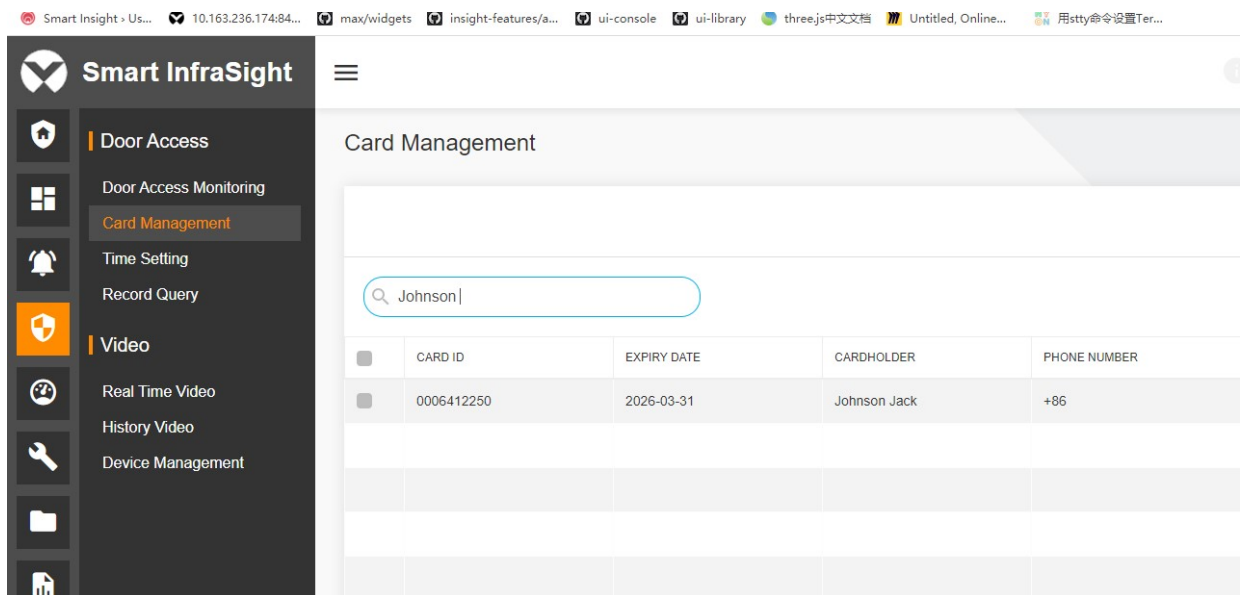 Smart Insight › Us... 10.163.236.174:84... max/widgets insight-features/a... ui-console ui-library three.js中文文档 Untitled, Online... 用stty命令设置Ter...
Smart InfraSight
Door Access
Door Access Monitoring
Card Management
Time Setting
Record Query
Video
Real Time Video
History Video
Device Management
Card Management
Johnson
CARD ID EXPIRY DATE CARDHOLDER PHONE NUMBER
0006412250 2026-03-31 Johnson Jack +86